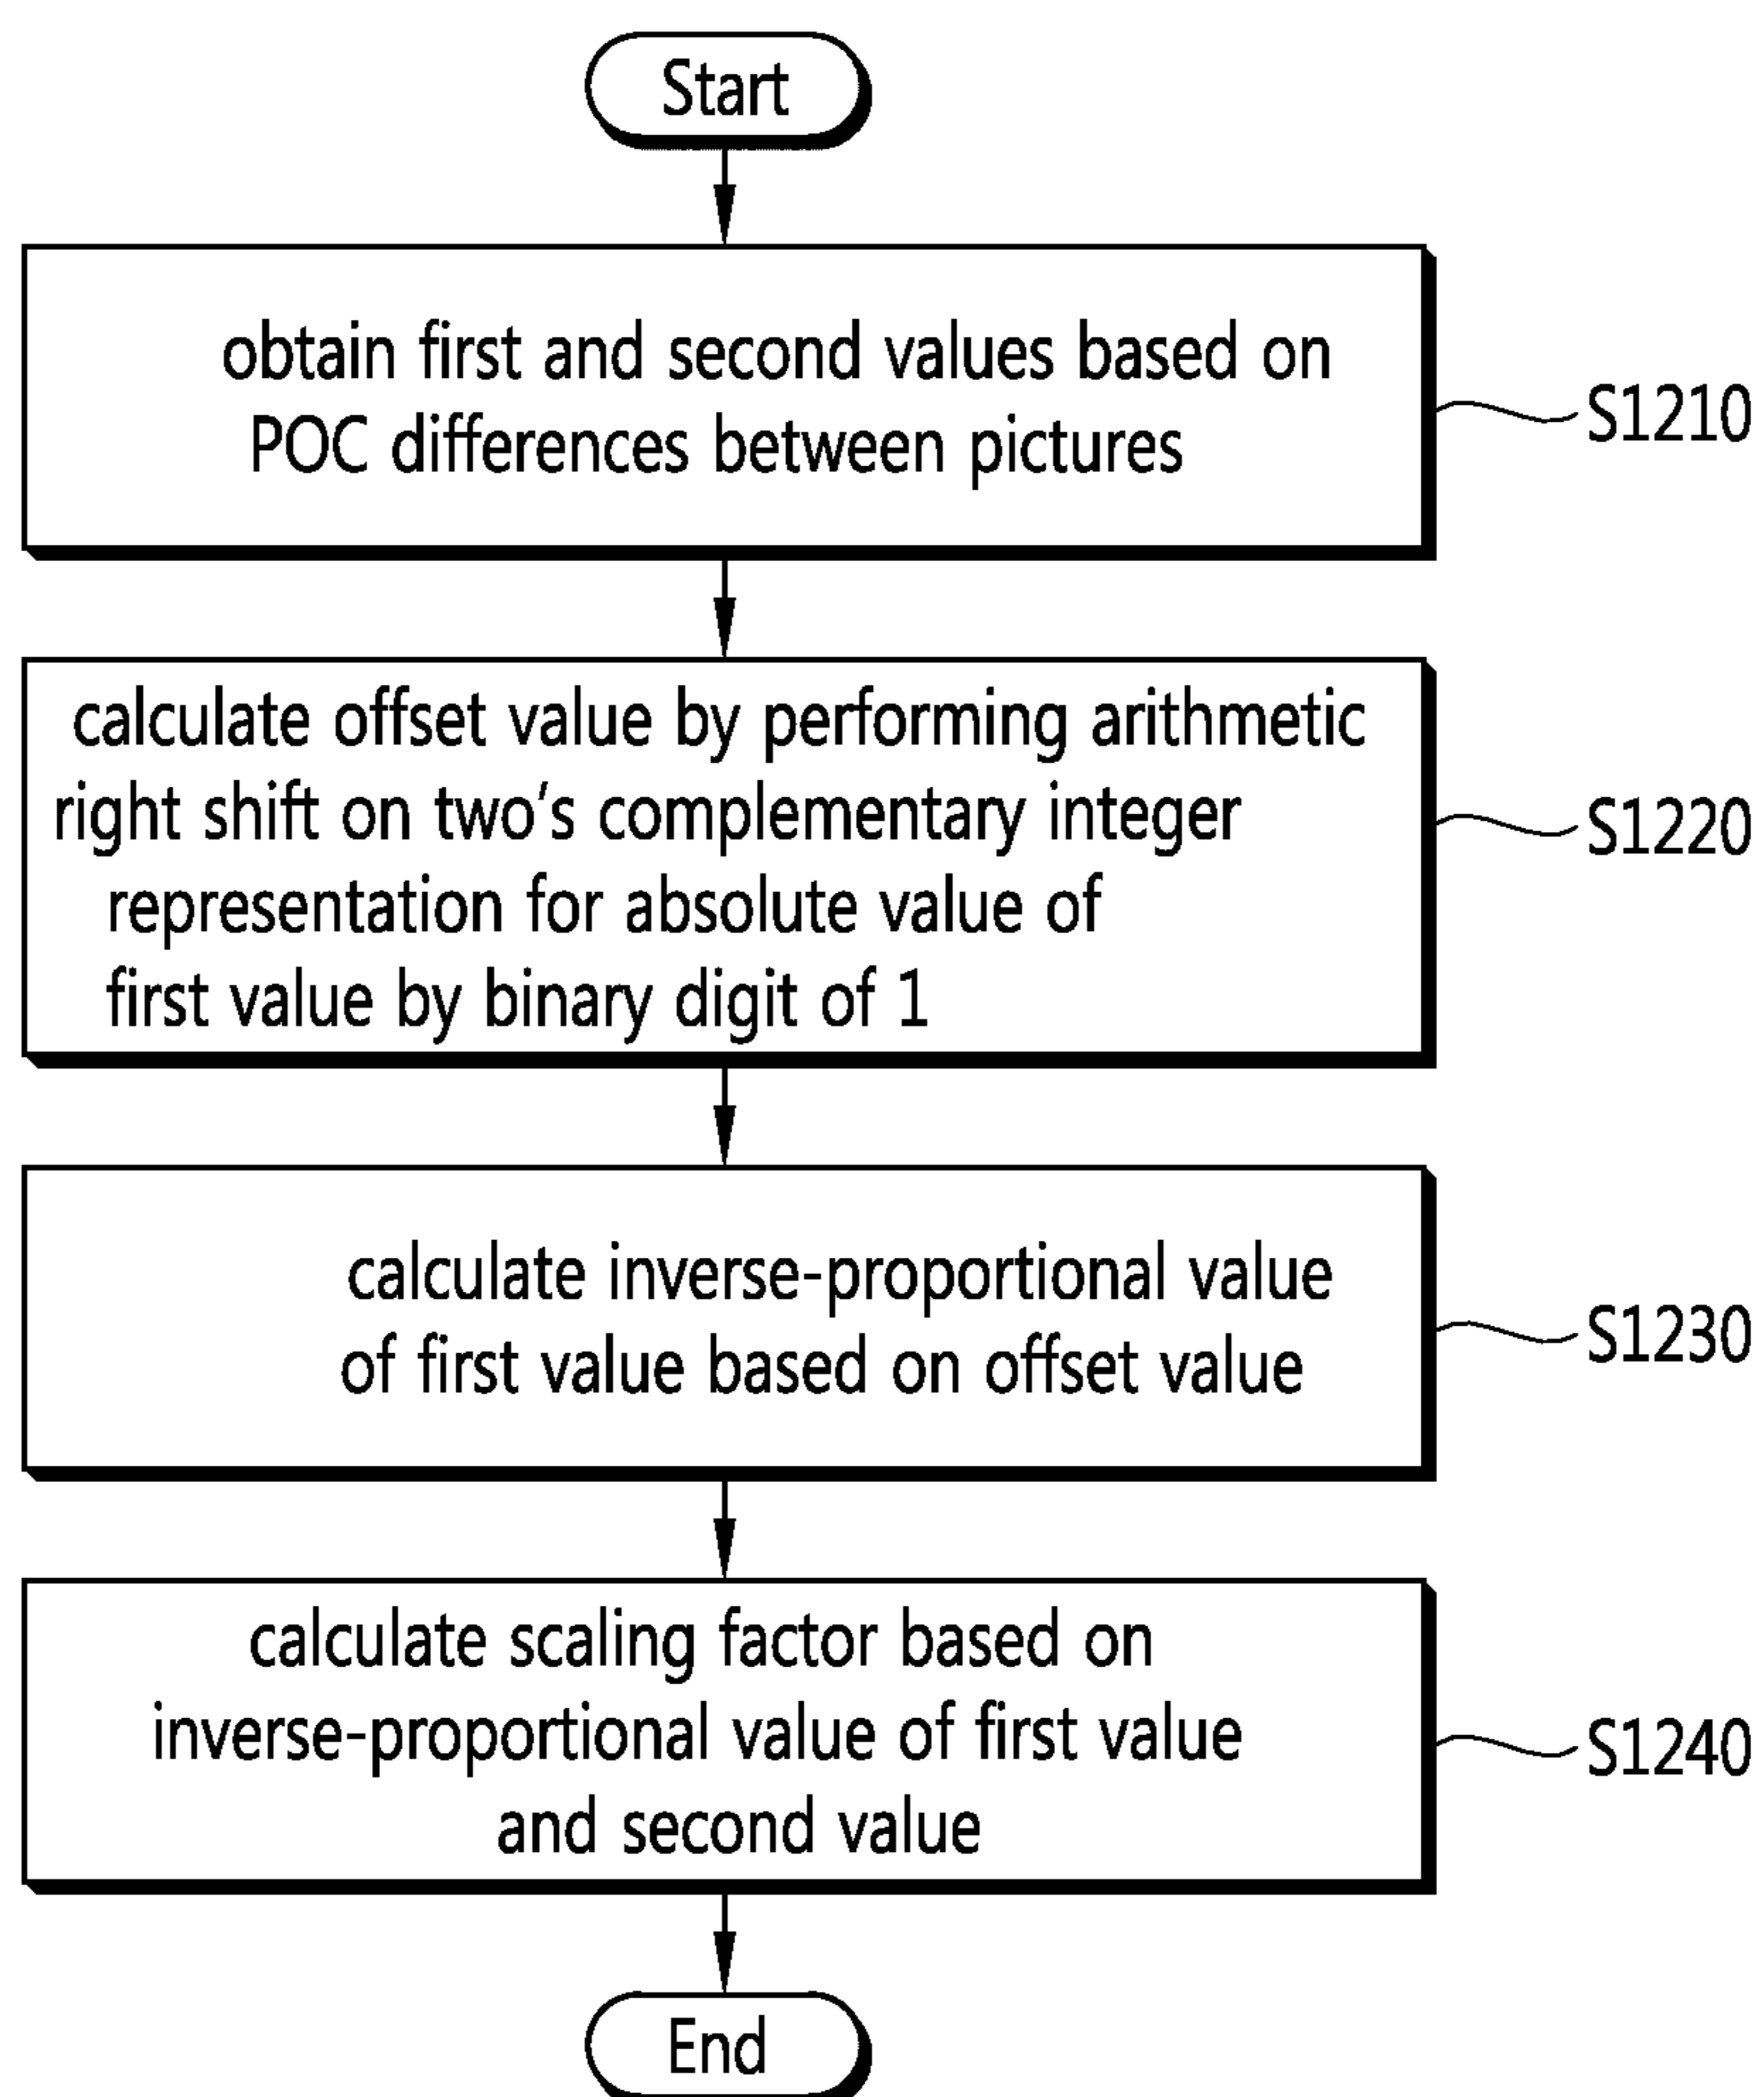 Start
obtain first and second values based on
POC differences between pictures
S1210
calculate offset value by performing arithmetic
right shift on two's complementary integer
representation for absolute value of
first value by binary digit of 1
S1220
calculate inverse-proportional value
of first value based on offset value
S1230
calculate scaling factor based on
inverse-proportional value of first value
and second value
S1240
End